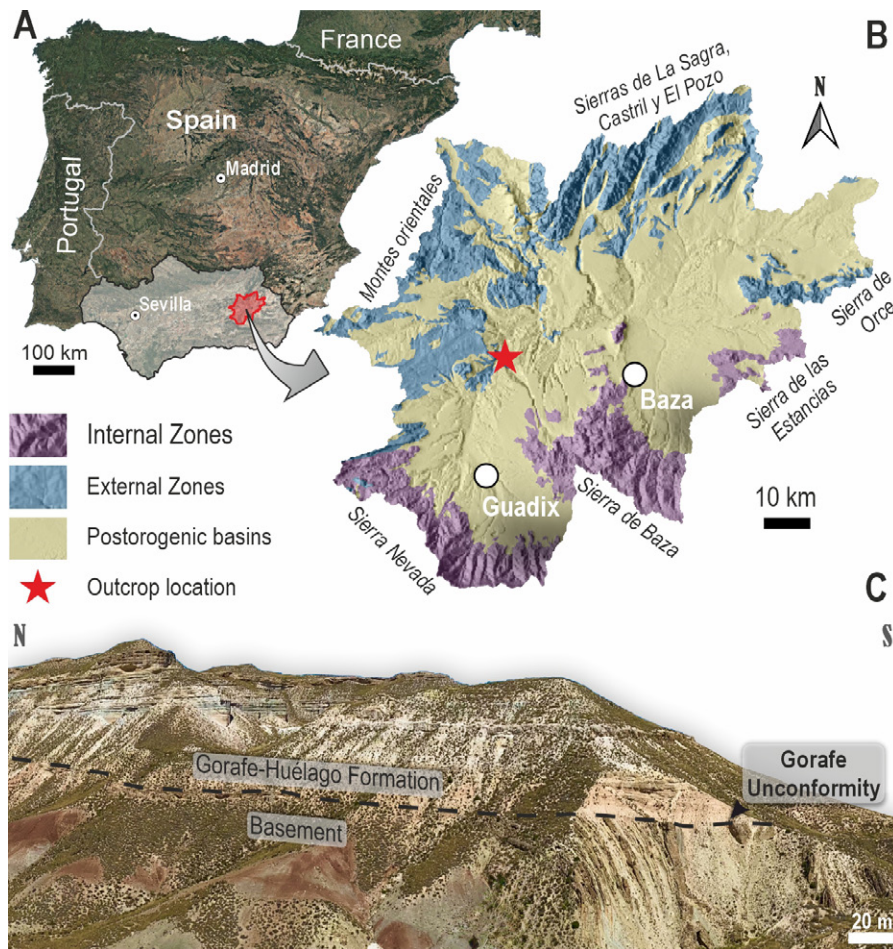 A
France
Spain
Madrid
Portugal
Sevilla
100 km
Internal Zones
External Zones
Postorogenic basins
Outcrop location
B
N
Sierras de La Sagra,
Castril y El Pozo
Montes orientales
Sierra de
Orce
Sierra de las
Estancias
Baza
Guadix
Sierra de Baza
Sierra Nevada
10 km
C
N
S
Gorafe-Huélago Formation
Basement
Gorafe
Unconformity
20 m